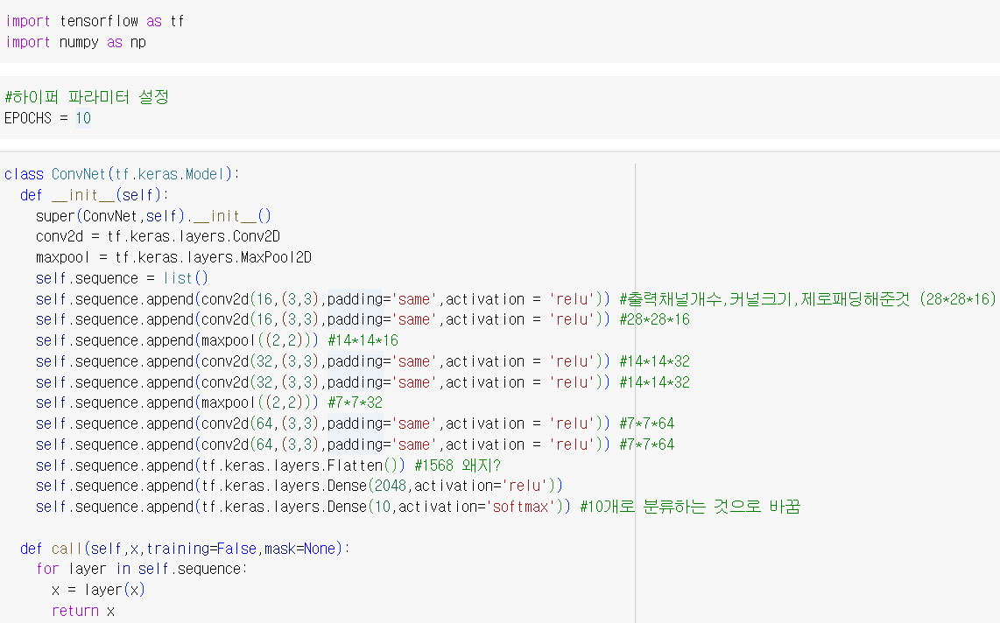 import tensorflow as tf
import numpy as np
#하이퍼 파라미터 설정
EPOCHS = 10
class ConvNet(tf.keras.Model):
  def __init__(self):
    super(ConvNet,self).__init__()
    conv2d = tf.keras.layers.Conv2D
    maxpool = tf.keras.layers.MaxPool2D
    self.sequence = list()
    self.sequence.append(conv2d(16,(3,3),padding='same',activation = 'relu')) #출력채널개수,커널크기,제로패딩해준것 (28*28*16)
    self.sequence.append(conv2d(16,(3,3),padding='same',activation = 'relu')) #28*28*16
    self.sequence.append(maxpool((2,2))) #14*14*16
    self.sequence.append(conv2d(32,(3,3),padding='same',activation = 'relu')) #14*14*32
    self.sequence.append(conv2d(32,(3,3),padding='same',activation = 'relu')) #14*14*32
    self.sequence.append(maxpool((2,2))) #7*7*32
    self.sequence.append(conv2d(64,(3,3),padding='same',activation = 'relu')) #7*7*64
    self.sequence.append(conv2d(64,(3,3),padding='same',activation = 'relu')) #7*7*64
    self.sequence.append(tf.keras.layers.Flatten()) #1568 왜지?
    self.sequence.append(tf.keras.layers.Dense(2048,activation='relu'))
    self.sequence.append(tf.keras.layers.Dense(10,activation='softmax')) #10개로 분류하는 것으로 바꿈
  def call(self,x,training=False,mask=None):
    for layer in self.sequence:
      x = layer(x)
      return x